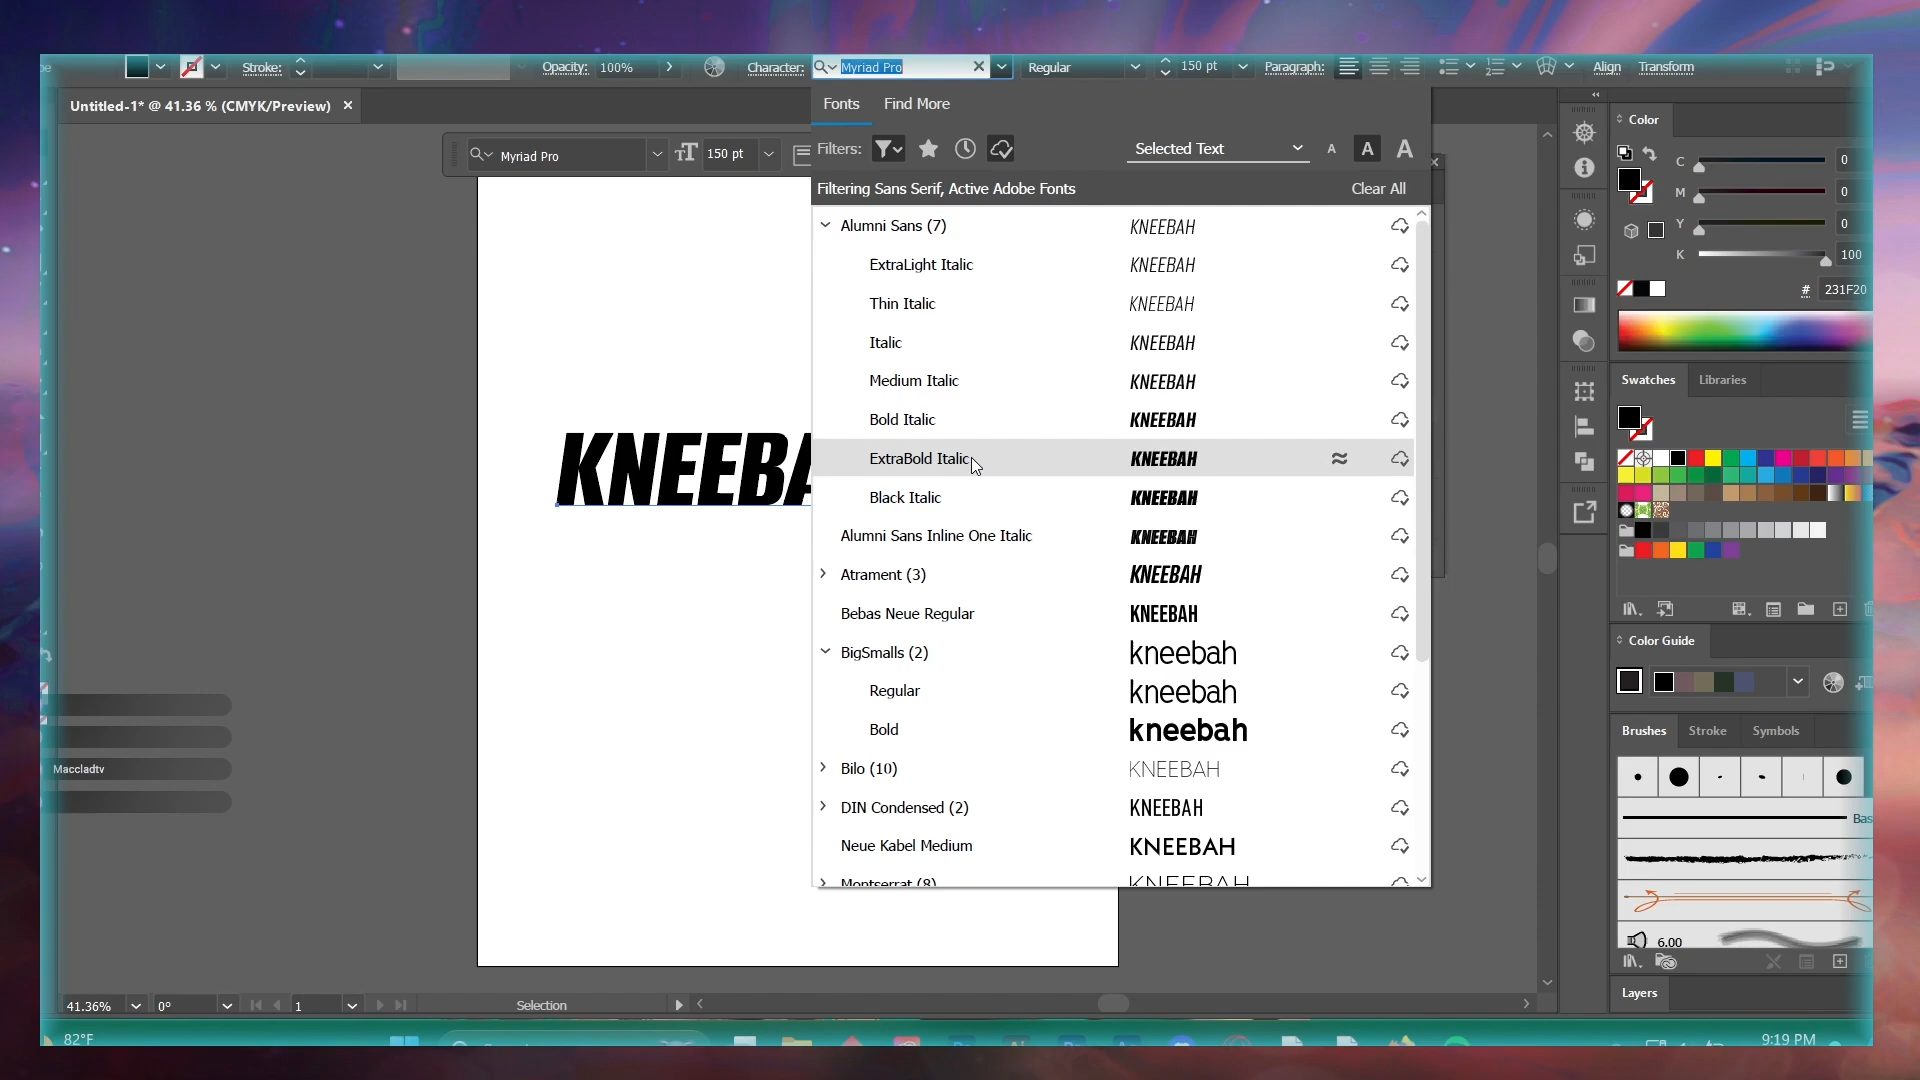 Stroke:
Opacity: 100%
Character:
Myriad Pro
Regular
150 pt
Paragraph:
Align
Transform
Untitled-1* @ 41.36 % (CMYK/Preview)
Myriad Pro
150 pt
Fonts
Find More
Filters:
Selected Text
A
A
A
Filtering Sans Serif, Active Adobe Fonts
Clear All
Alumni Sans (7)
KNEEBAH
ExtraLight Italic
KNEEBAH
Thin Italic
KNEEBAH
Italic
KNEEBAH
Medium Italic
KNEEBAH
Bold Italic
KNEEBAH
ExtraBold Italic
KNEEBAH
Black Italic
KNEEBAH
Alumni Sans Inline One Italic
KNEEBAH
Atrament (3)
KNEEBAH
Bebas Neue Regular
KNEEBAH
BigSmalls (2)
kneebah
Regular
kneebah
Bold
kneebah
Bilo (10)
KNEEBAH
DIN Condensed (2)
KNEEBAH
Neue Kabel Medium
KNEEBAH
Montserrat (8)
KNEEBAH
KNEEBA
Maccladtv
Color
C 0
M 0
Y 0
K 100
# 231F20
Swatches
Libraries
Color Guide
Brushes
Stroke
Symbols
Bas
6.00
Layers
41.36%
0°
1
Selection
82°F
9:19 PM